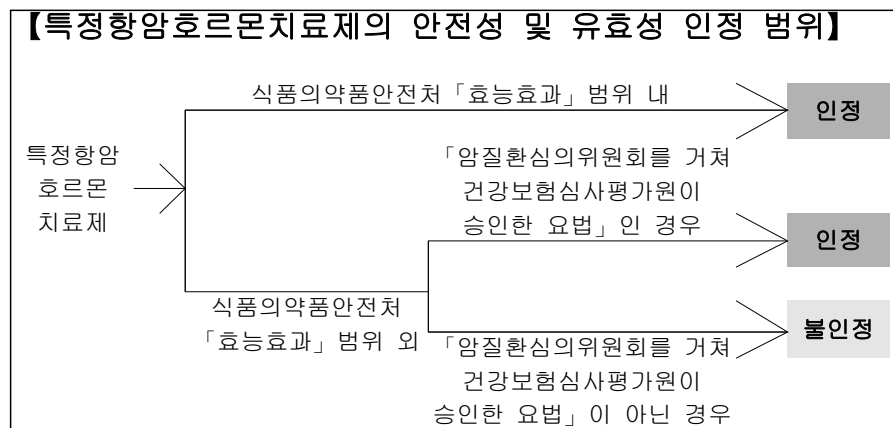 【특정항암호르몬치료제의 안전성 및 유효성 인정 범위】
식품의약품안전처「효능효과」범위 내
인정
특정항암
호르몬
치료제
「암질환심의위원회를 거쳐
건강보험심사평가원이
승인한 요법」인 경우
인정
식품의약품안전처
「효능효과」범위 외
불인정
「암질환심의위원회를 거쳐
건강보험심사평가원이
승인한 요법」이 아닌 경우